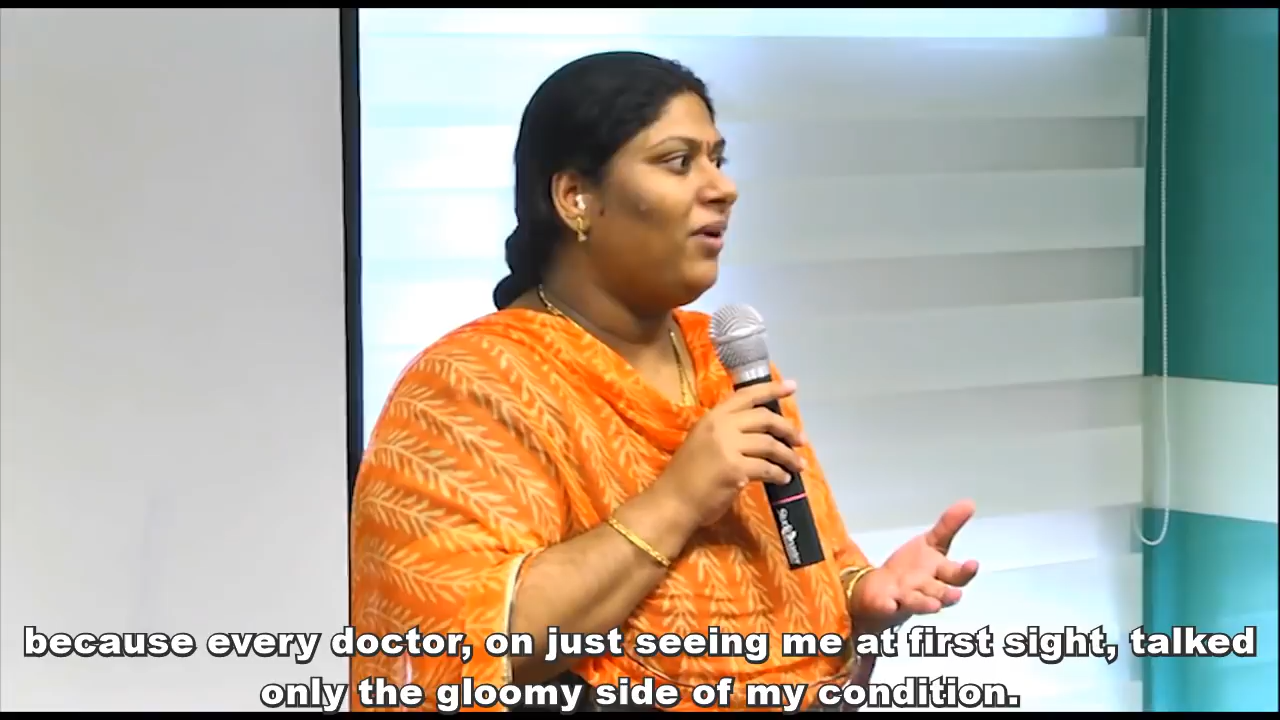 because every doctor, on just seeing me at first sight, talked
only the gloomy side of my condition.